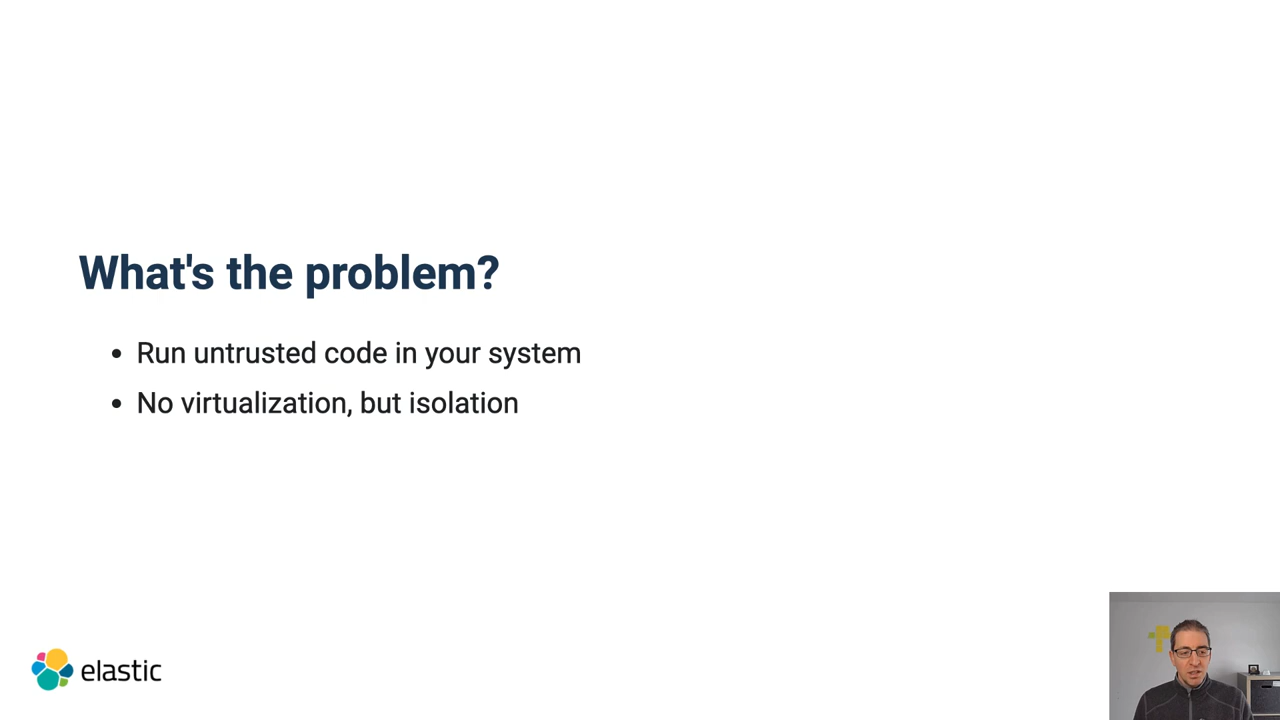 What's the problem?
• Run untrusted code in your system
• No virtualization, but isolation
elastic